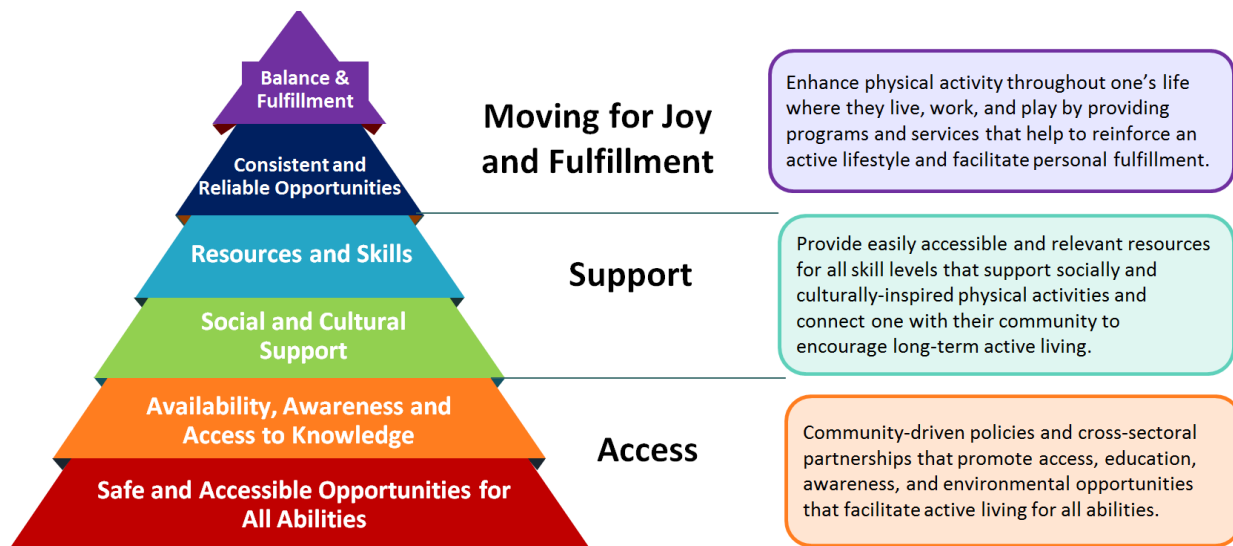 Balance &
Fulfillment
Consistent and
Reliable Opportunities
Resources and Skills
Social and Cultural
Support
Availability, Awareness and
Access to Knowledge
Safe and Accessible Opportunities for
All Abilities
Moving for Joy
and Fulfillment
Support
Access
Enhance physical activity throughout one’s life
where they live, work, and play by providing
programs and services that help to reinforce an
active lifestyle and facilitate personal fulfillment.
Provide easily accessible and relevant resources
for all skill levels that support socially and
culturally-inspired physical activities and
connect one with their community to
encourage long-term active living.
Community-driven policies and cross-sectoral
partnerships that promote access, education,
awareness, and environmental opportunities
that facilitate active living for all abilities.